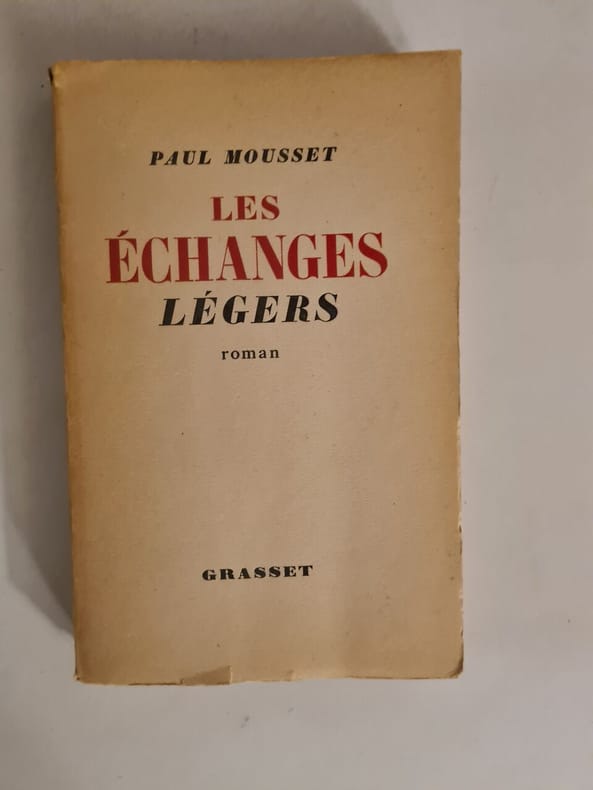 PAUL MOUSSET
LES
ÉCHANGES
LÉGERS
roman
GRASSET